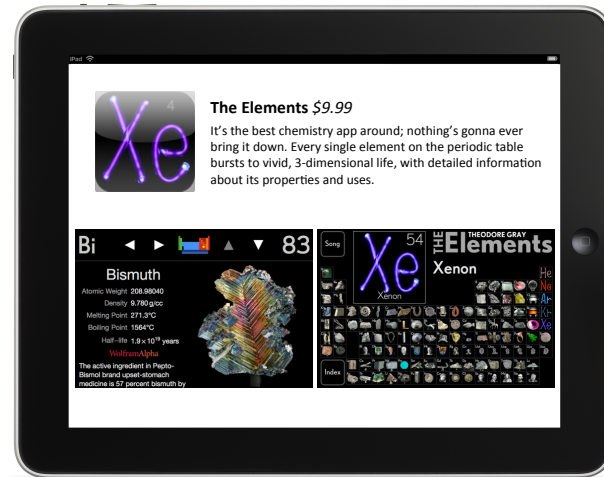 iPad
Xe
4
The Elements $9.99
It's the best chemistry app around; nothing's gonna ever
bring it down. Every single element on the periodic table
bursts to vivid, 3-dimensional life, with detailed information
about its properties and uses.
Bi
83
Bismuth
Atomic Weight 208.98040
Density 9.780 g/cc
Melting Point 271.3°C
Boiling Point 1564°C
Half-life 1.9 × 10¹⁹ years
WolframAlpha
The active ingredient in Pepto-
Bismol brand upset-stomach
medicine is 57 percent bismuth by
Song
Xe
54
Xenon
THE Elements
THEODORE GRAY
Xenon
He
Ne
Ar
Kr
Xe
Index